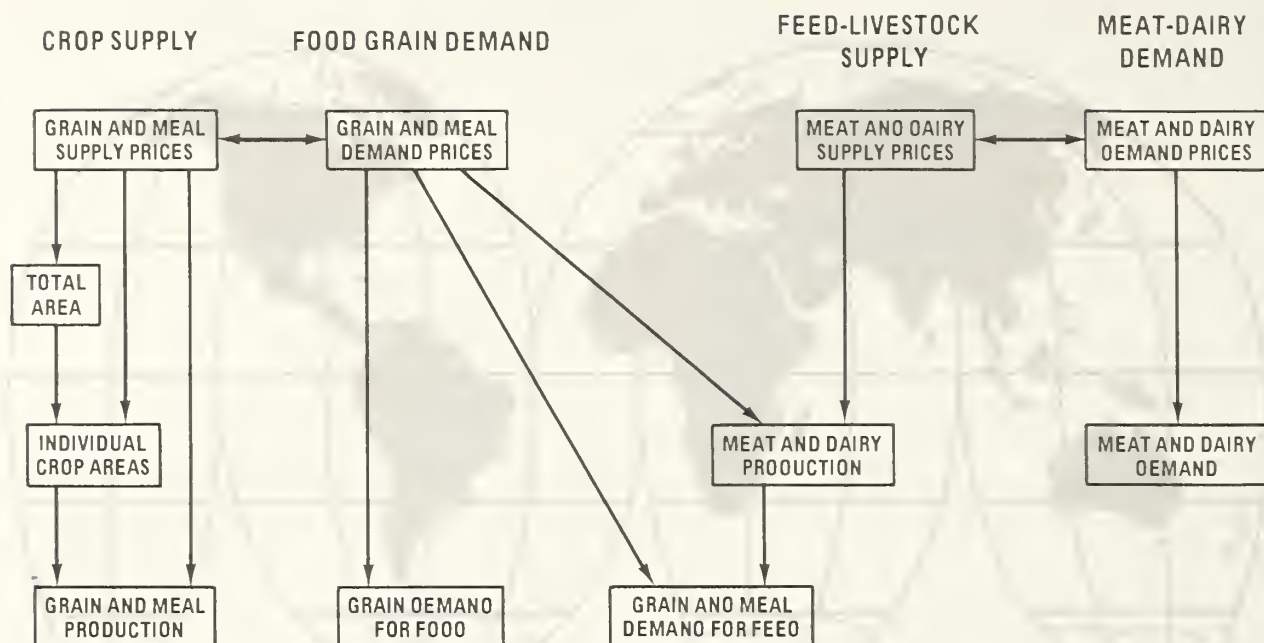 CROP SUPPLY
FOOD GRAIN DEMAND
FEED-LIVESTOCK
SUPPLY
MEAT-DAIRY
DEMAND
GRAIN AND MEAL
SUPPLY PRICES
GRAIN AND MEAL
DEMAND PRICES
MEAT ANO OAIRY
SUPPLY PRICES
MEAT AND DAIRY
OEMAND PRICES
TOTAL
AREA
INDIVIDUAL
CROP AREAS
MEAT AND DAIRY
PRODUCTION
MEAT AND DAIRY
OEMAND
GRAIN AND MEAL
PRODUCTION
GRAIN OEMANO
FOR FOOO
GRAIN ANO MEAL
DEMANO FOR FEEO